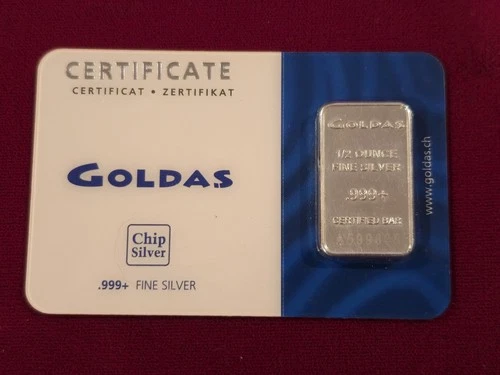 CERTIFICATE
CERTIFICAT • ZERTIFIKAT
GOLDAS
Chip
Silver
.999+ FINE SILVER
GOLDAS
1/2 OUNCE
FINE SILVER
.999+
CERTIFIED BAR
www.goldas.ch